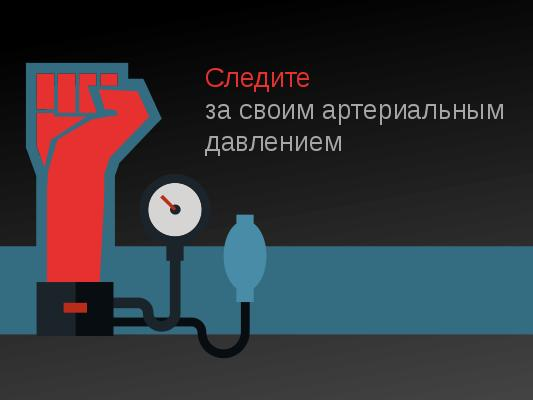 Следите
за своим артериальным
давлением